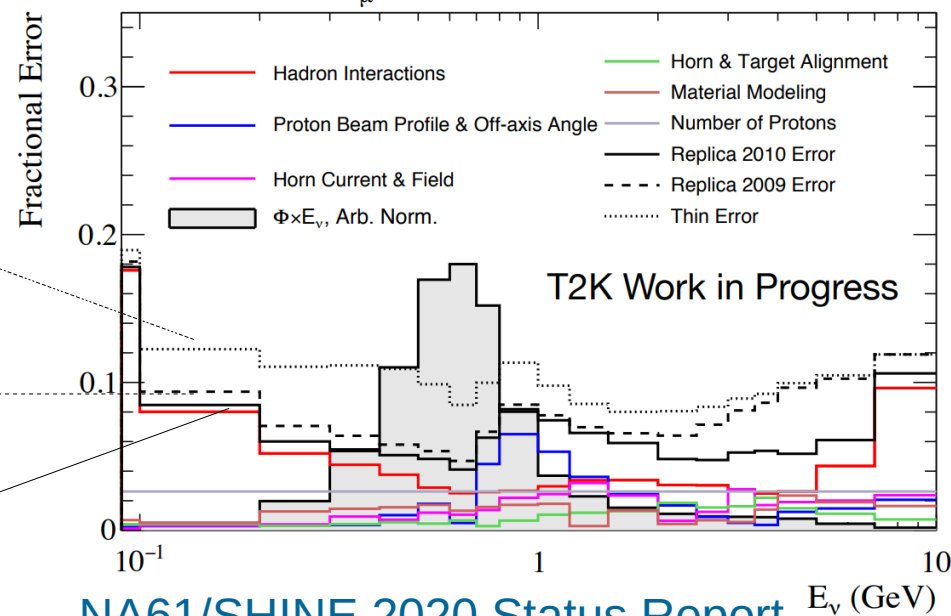 μ
Fractional Error
0.3
0.2
0.1
0
Hadron Interactions
Proton Beam Profile & Off-axis Angle
Horn Current & Field
Φ×Eν, Arb. Norm.
Horn & Target Alignment
Material Modeling
Number of Protons
Replica 2010 Error
Replica 2009 Error
Thin Error
T2K Work in Progress
10⁻¹
1
10
Eν (GeV)
NA61/SHINE 2020 Status Report